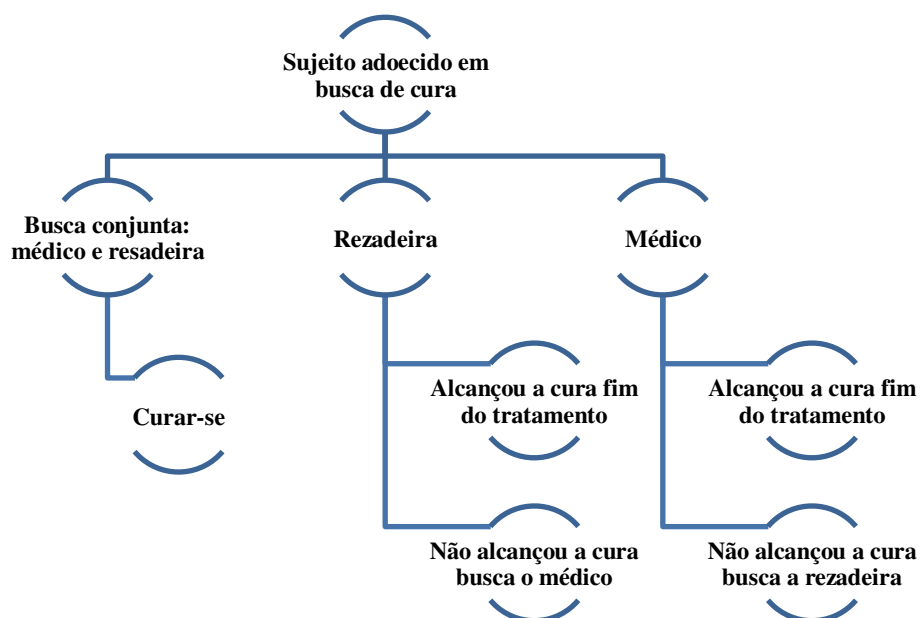 Sujeito adoecido em
busca de cura
Busca conjunta:
médico e resadeira
Rezadeira
Médico
Curar-se
Alcançou a cura fim
do tratamento
Alcançou a cura fim
do tratamento
Não alcançou a cura
busca o médico
Não alcançou a cura
busca a rezadeira